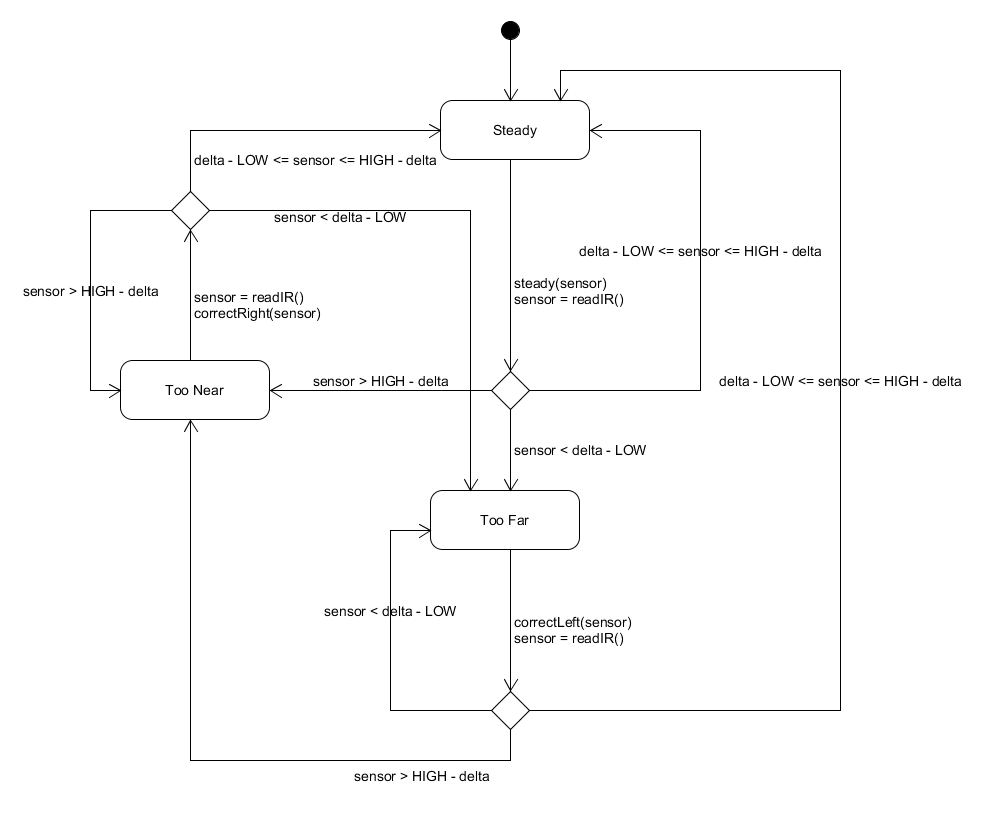 Steady
delta - LOW <= sensor <= HIGH - delta
sensor < delta - LOW
delta - LOW <= sensor <= HIGH - delta
sensor > HIGH - delta
steady(sensor)
sensor = readIR()
sensor = readIR()
correctRight(sensor)
Too Near
sensor > HIGH - delta
delta - LOW <= sensor <= HIGH - delta
sensor < delta - LOW
Too Far
sensor < delta - LOW
correctLeft(sensor)
sensor = readIR()
sensor > HIGH - delta